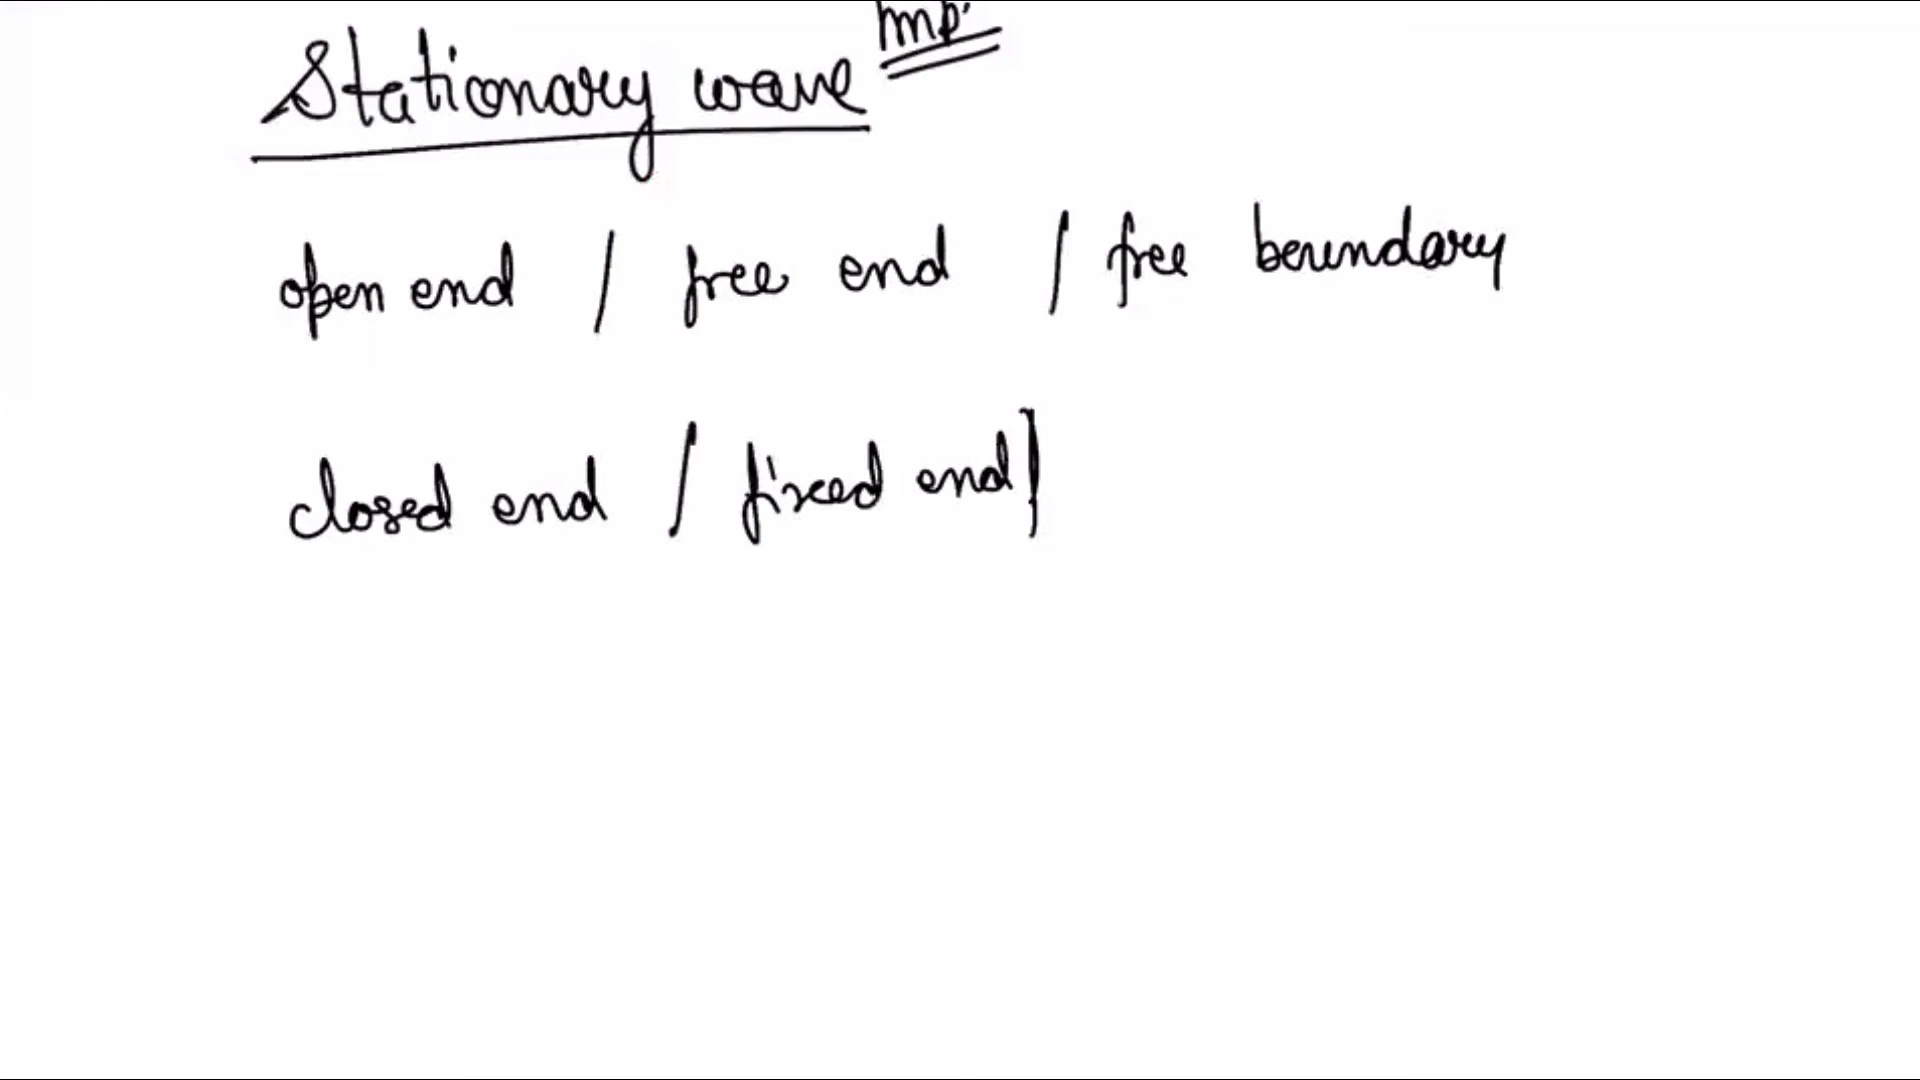 Stationary wave Imp.
open end / free end / free boundary
closed end / fixed end /